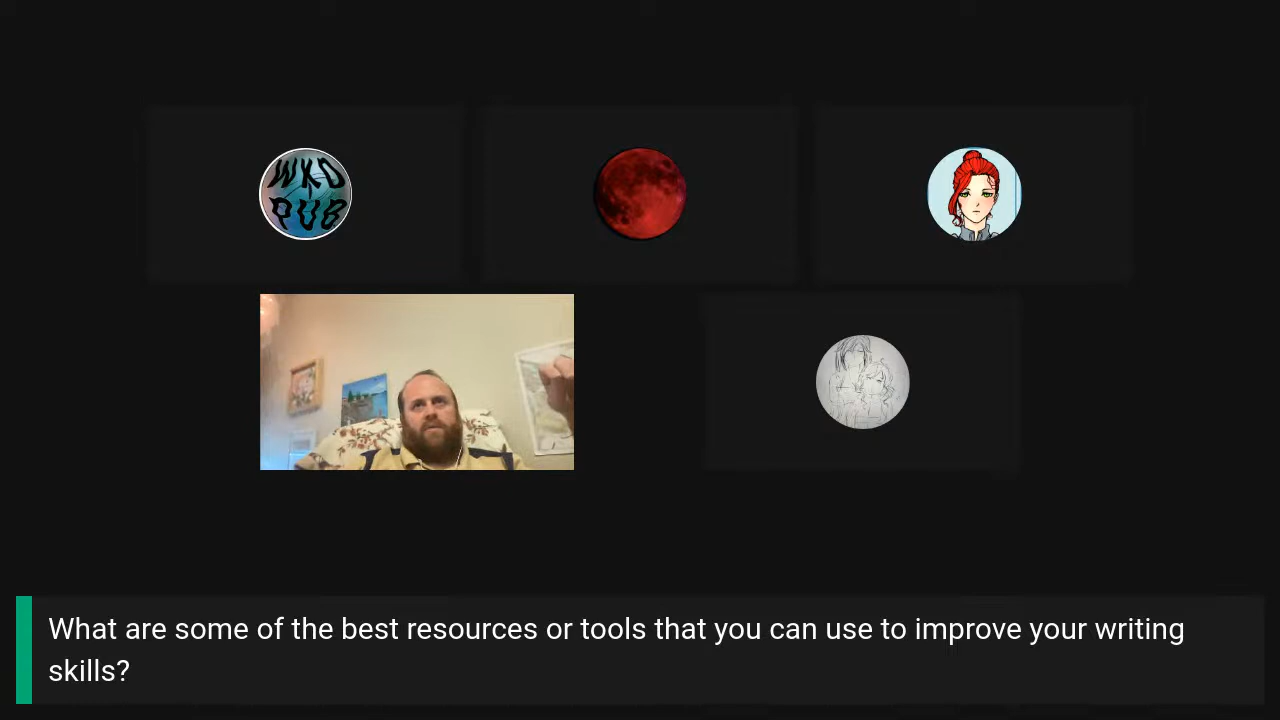 WKD
PUB
What are some of the best resources or tools that you can use to improve your writing
skills?